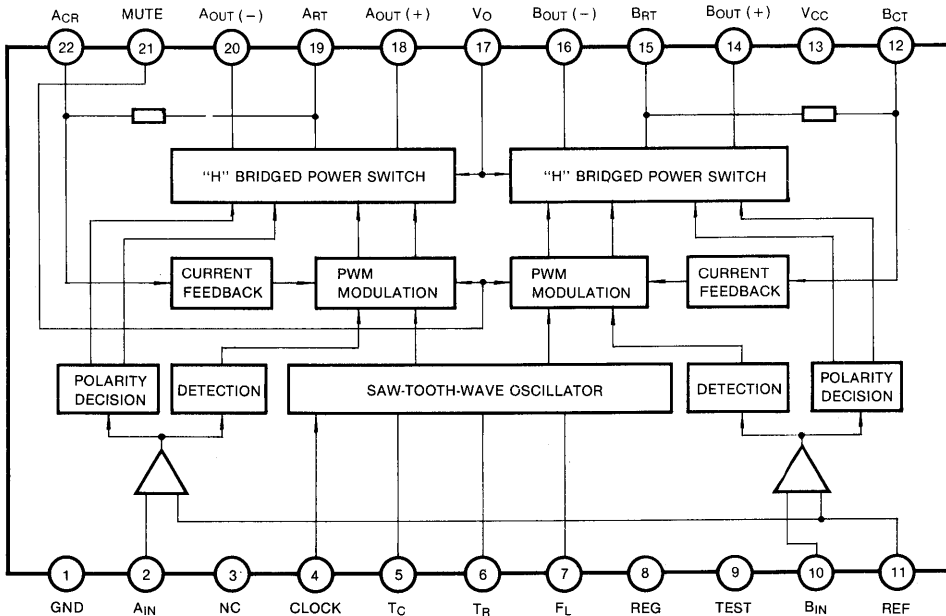 ACR MUTE AOUT (−) ART AOUT (+) VO BOUT (−) BRT BOUT (+) VCC BCT
22 21 20 19 18 17 16 15 14 13 12
"H" BRIDGED POWER SWITCH
"H" BRIDGED POWER SWITCH
CURRENT
FEEDBACK
PWM
MODULATION
PWM
MODULATION
CURRENT
FEEDBACK
POLARITY
DECISION
DETECTION
SAW-TOOTH-WAVE OSCILLATOR
DETECTION
POLARITY
DECISION
1 2 3 4 5 6 7 8 9 10 11
GND AIN NC CLOCK TC TR FL REG TEST BIN REF